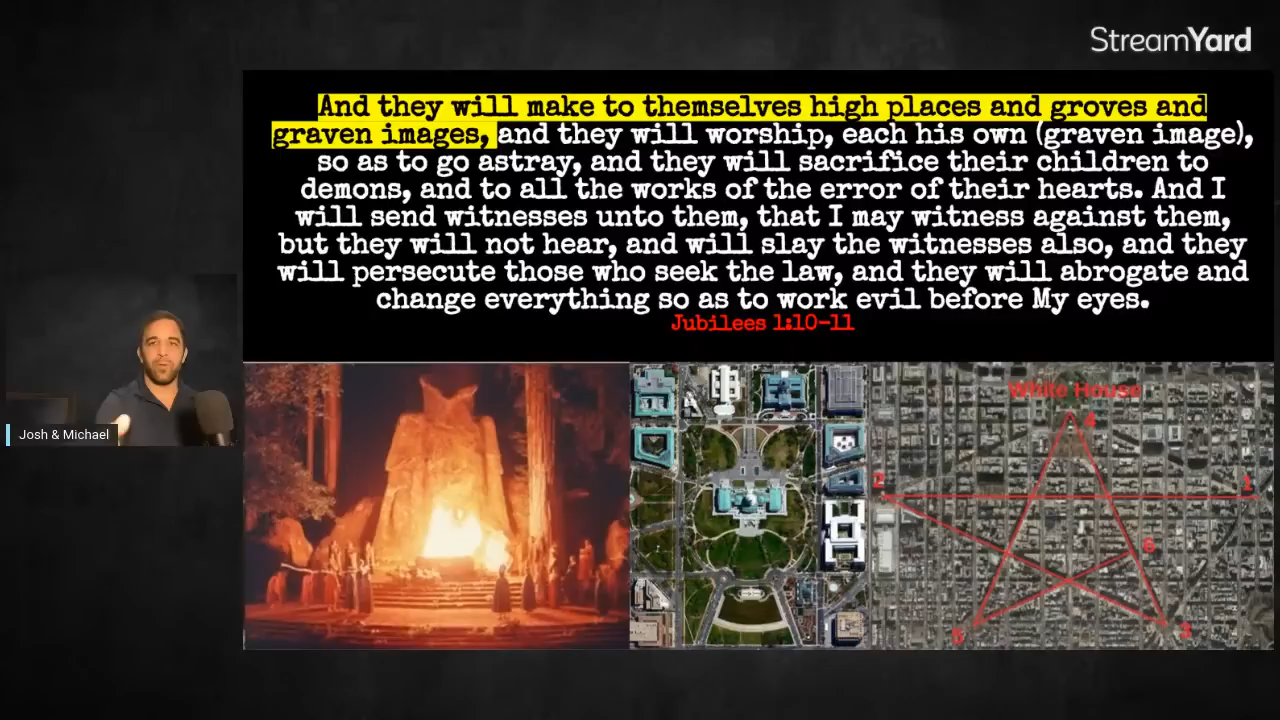 StreamYard
And they will make to themselves high places and groves and
graven images, and they will worship, each his own (graven image),
so as to go astray, and they will sacrifice their children to
demons, and to all the works of the error of their hearts. And I
will send witnesses unto them, that I may witness against them,
but they will not hear, and will slay the witnesses also, and they
will persecute those who seek the law, and they will abrogate and
change everything so as to work evil before My eyes.
Jubilees 1:10-11
White House
4
2
1
6
5
3
Josh & Michael